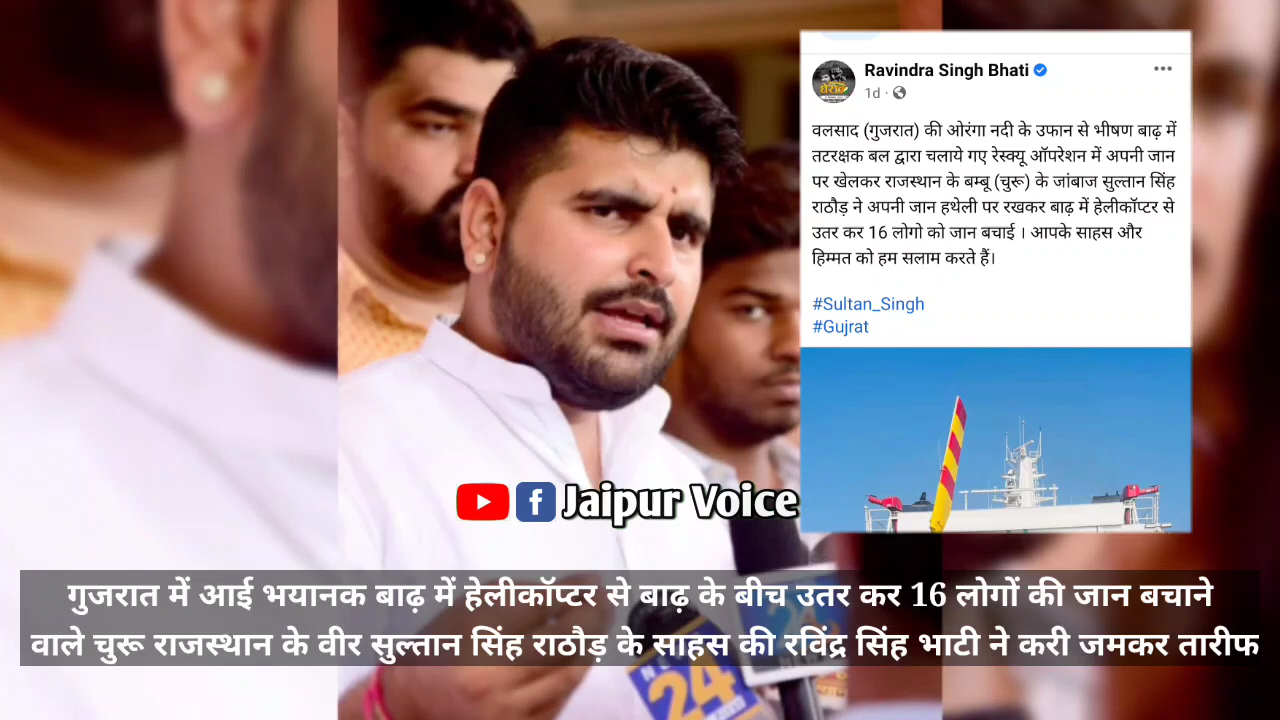 Ravindra Singh Bhati
1d ·
वलसाद (गुजरात) की ओरंगा नदी के उफान से भीषण बाढ़ में
तटरक्षक बल द्वारा चलाये गए रेस्क्यू ऑपरेशन में अपनी जान
पर खेलकर राजस्थान के बम्बू (चुरू) के जांबाज सुल्तान सिंह
राठौड़ ने अपनी जान हथेली पर रखकर बाढ़ में हेलीकॉप्टर से
उतर कर 16 लोगो को जान बचाई । आपके साहस और
हिम्मत को हम सलाम करते हैं।
#Sultan_Singh
#Gujrat
Jaipur Voice
गुजरात में आई भयानक बाढ़ में हेलीकॉप्टर से बाढ़ के बीच उतर कर 16 लोगों की जान बचाने
वाले चुरू राजस्थान के वीर सुल्तान सिंह राठौड़ के साहस की रविंद्र सिंह भाटी ने करी जमकर तारीफ
24